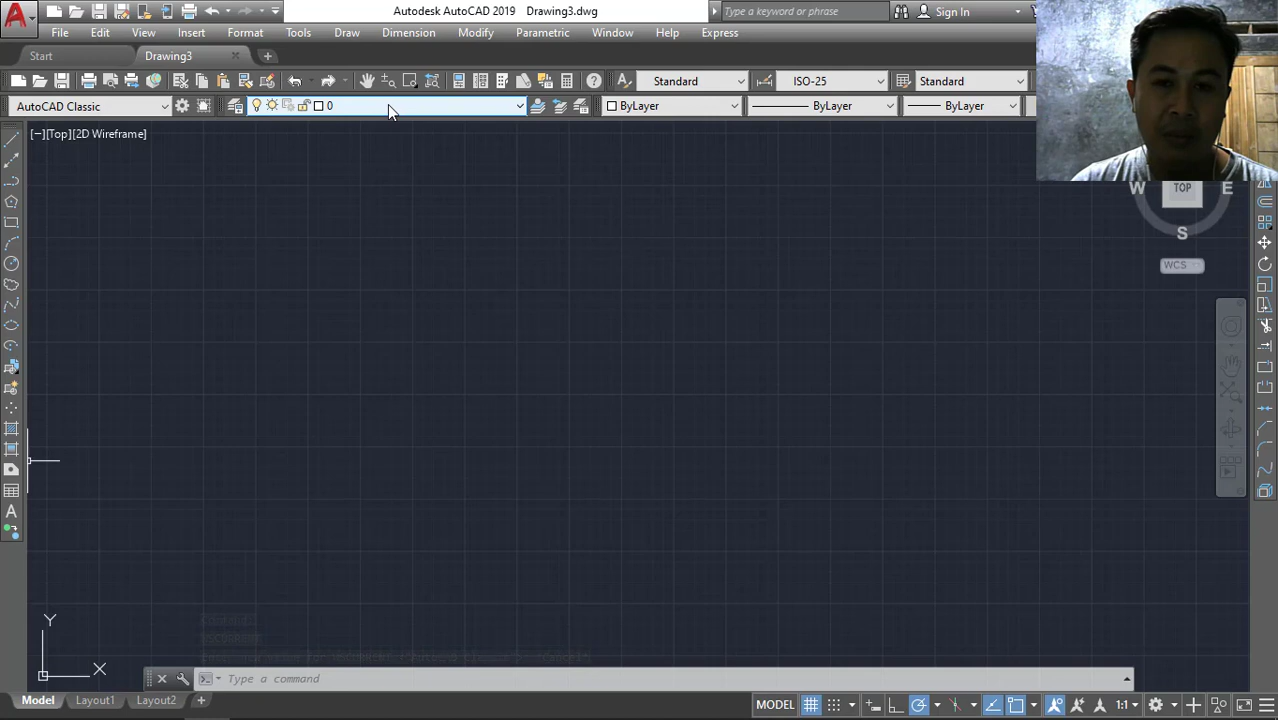 Autodesk AutoCAD 2019 Drawing3.dwg
Type a keyword or phrase
Sign In
File Edit View Insert Format Tools Draw Dimension Modify Parametric Window Help Express
Start Drawing3
Standard ISO-25 Standard
AutoCAD Classic 0 ByLayer ByLayer ByLayer
[−][Top][2D Wireframe]
W TOP E
S
WCS
A
Y
X
Type a command
Model Layout1 Layout2 + MODEL 1:1